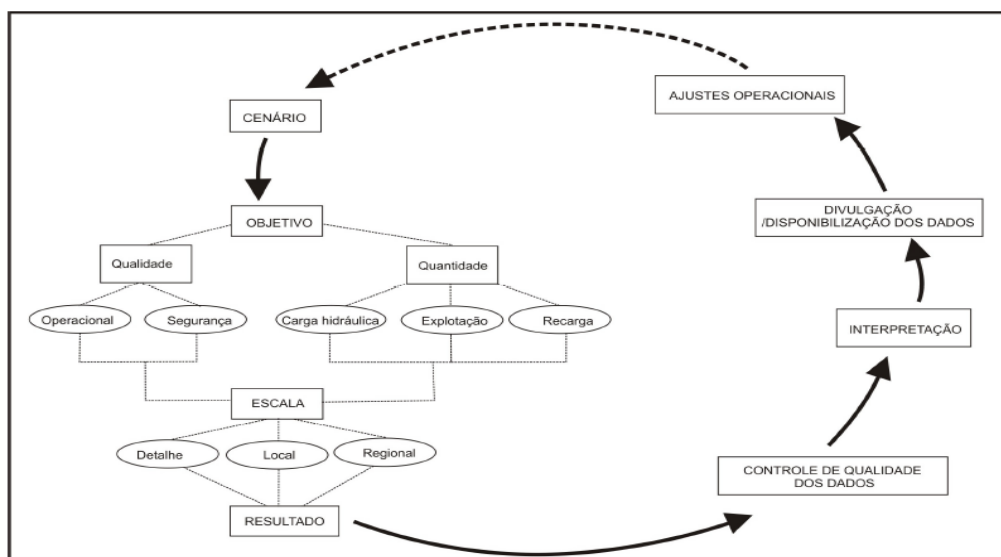 CENÁRIO
AJUSTES OPERACIONAIS
OBJETIVO
DIVULGAÇÃO
/DISPONIBILIZAÇÃO DOS DADOS
Qualidade
Quantidade
Operacional
Segurança
Carga hidráulica
Explotação
Recarga
INTERPRETAÇÃO
ESCALA
Detalhe
Local
Regional
CONTROLE DE QUALIDADE
DOS DADOS
RESULTADO